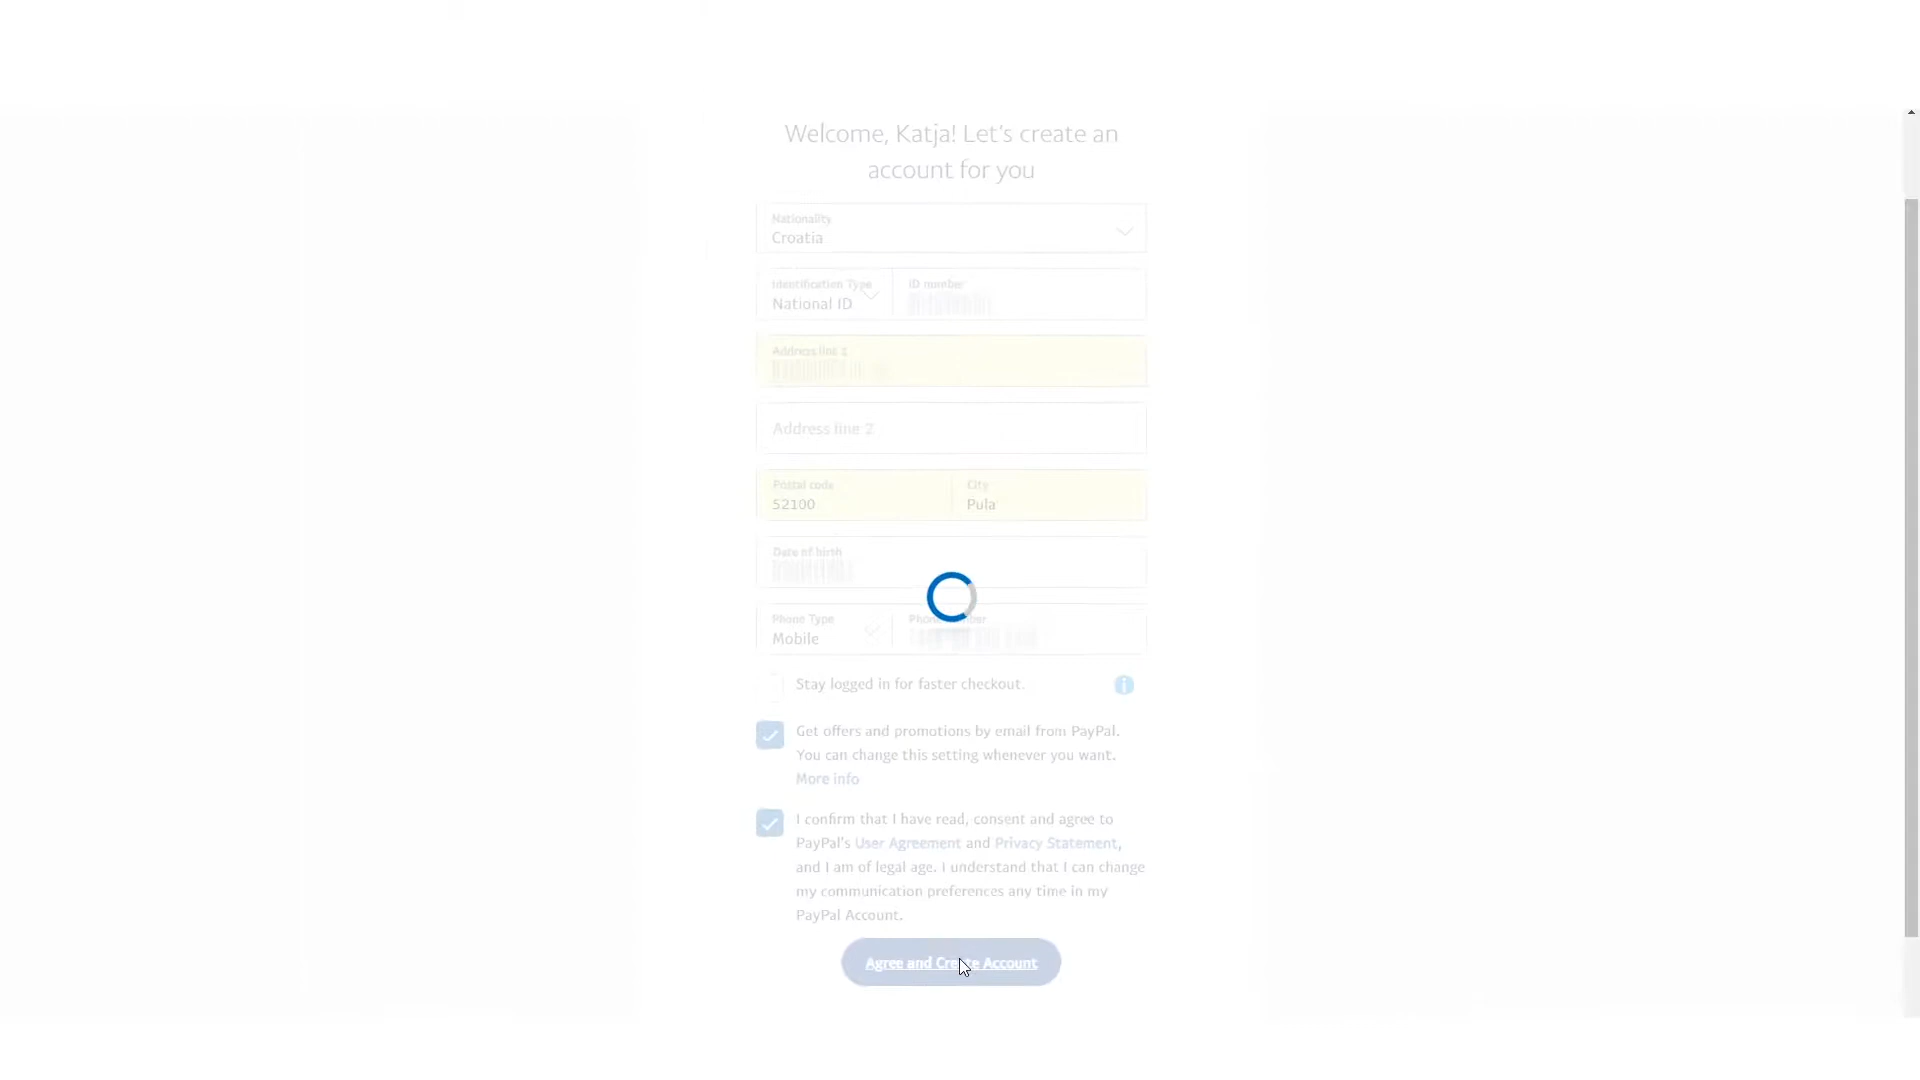 Welcome, Katja! Let's create an
account for you
Nationality
Croatia
Identification Type
National ID
ID number
Address line 1
Address line 2
Postal code
52100
City
Pula
Date of birth
Phone Type
Mobile
Stay logged in for faster checkout.
Get offers and promotions by email from PayPal.
You can change this setting whenever you want.
More info
I confirm that I have read, consent and agree to
PayPal's User Agreement and Privacy Statement,
and I am of legal age. I understand that I can change
my communication preferences any time in my
PayPal Account.
Agree and Create Account